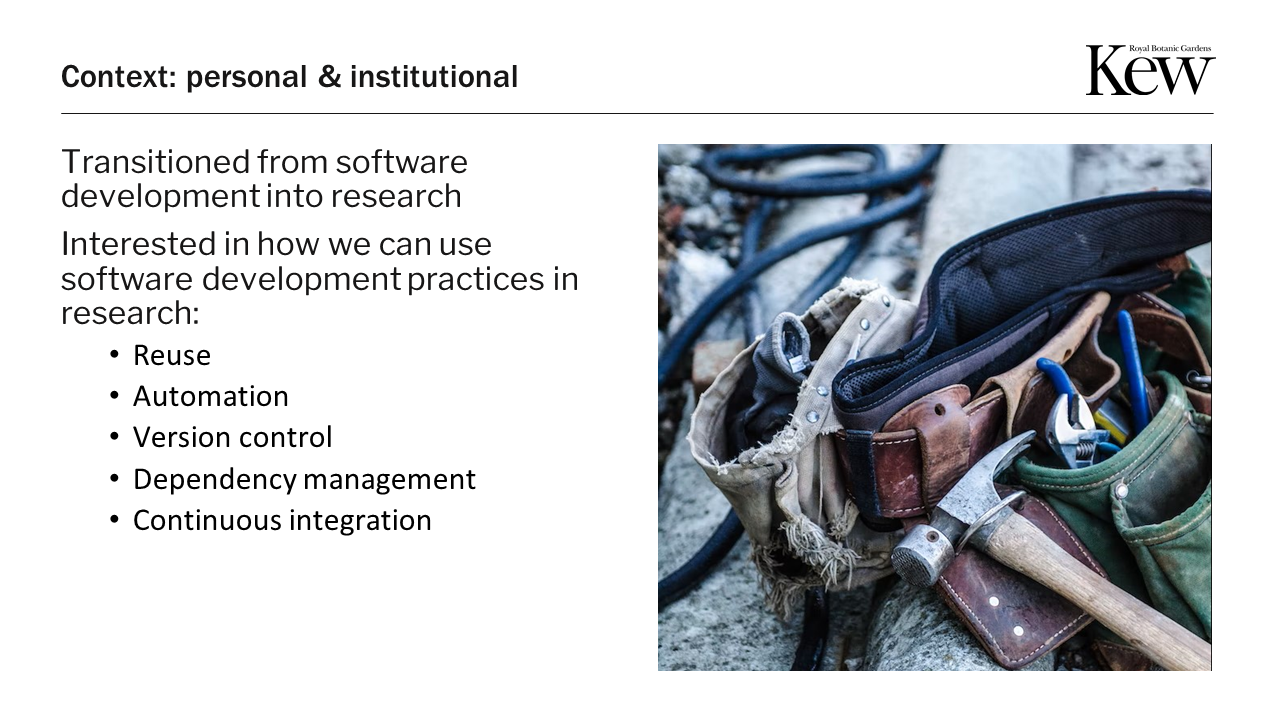 Context: personal & institutional
Royal Botanic Gardens
Kew
Transitioned from software
development into research
Interested in how we can use
software development practices in
research:
• Reuse
• Automation
• Version control
• Dependency management
• Continuous integration